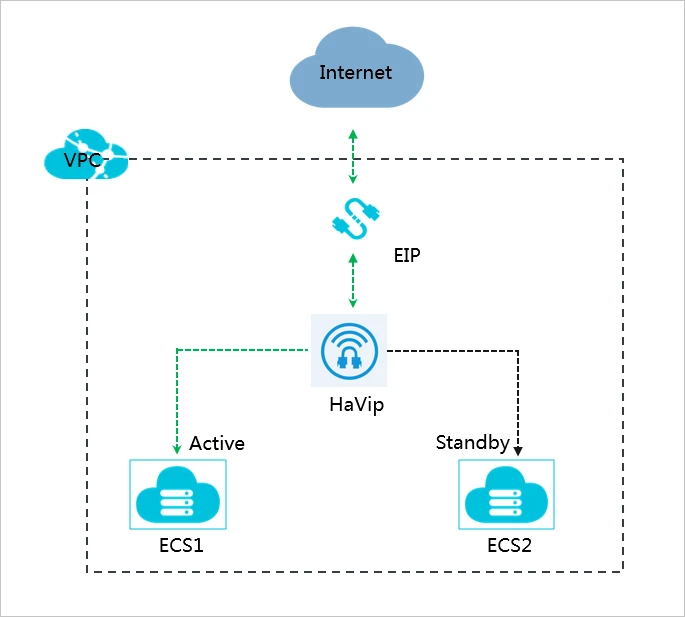 Internet
VPC
EIP
HaVip
Active
Standby
ECS1
ECS2